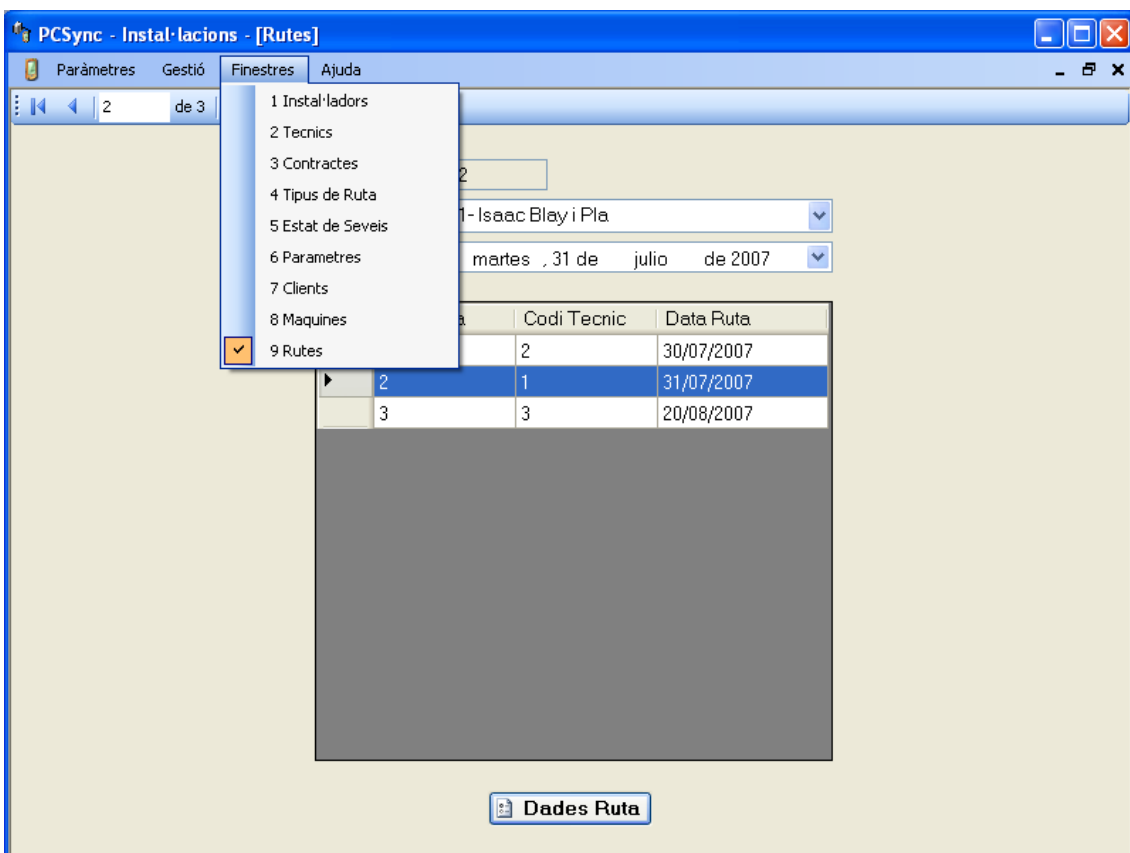 PCSync - Instal·lacions - [Rutes]
Paràmetres Gestió Finestres Ajuda
2 de 3
1 Instal·ladors
2 Tecnics
3 Contractes
4 Tipus de Ruta
5 Estat de Seveis
6 Parametres
7 Clients
8 Maquines
9 Rutes
2
1- Isaac Blay i Pla
martes , 31 de julio de 2007
a Codi Tecnic Data Ruta
2 30/07/2007
2 1 31/07/2007
3 3 20/08/2007
Dades Ruta